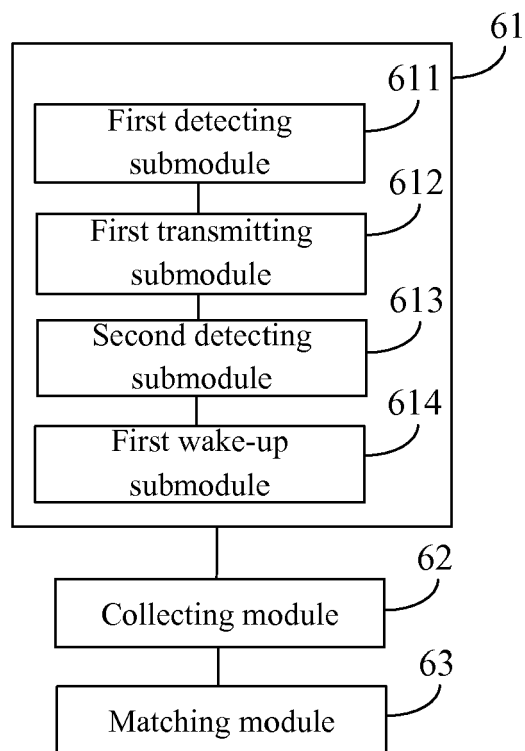 61
611
First detecting
submodule
612
First transmitting
submodule
613
Second detecting
submodule
614
First wake-up
submodule
62
Collecting module
63
Matching module